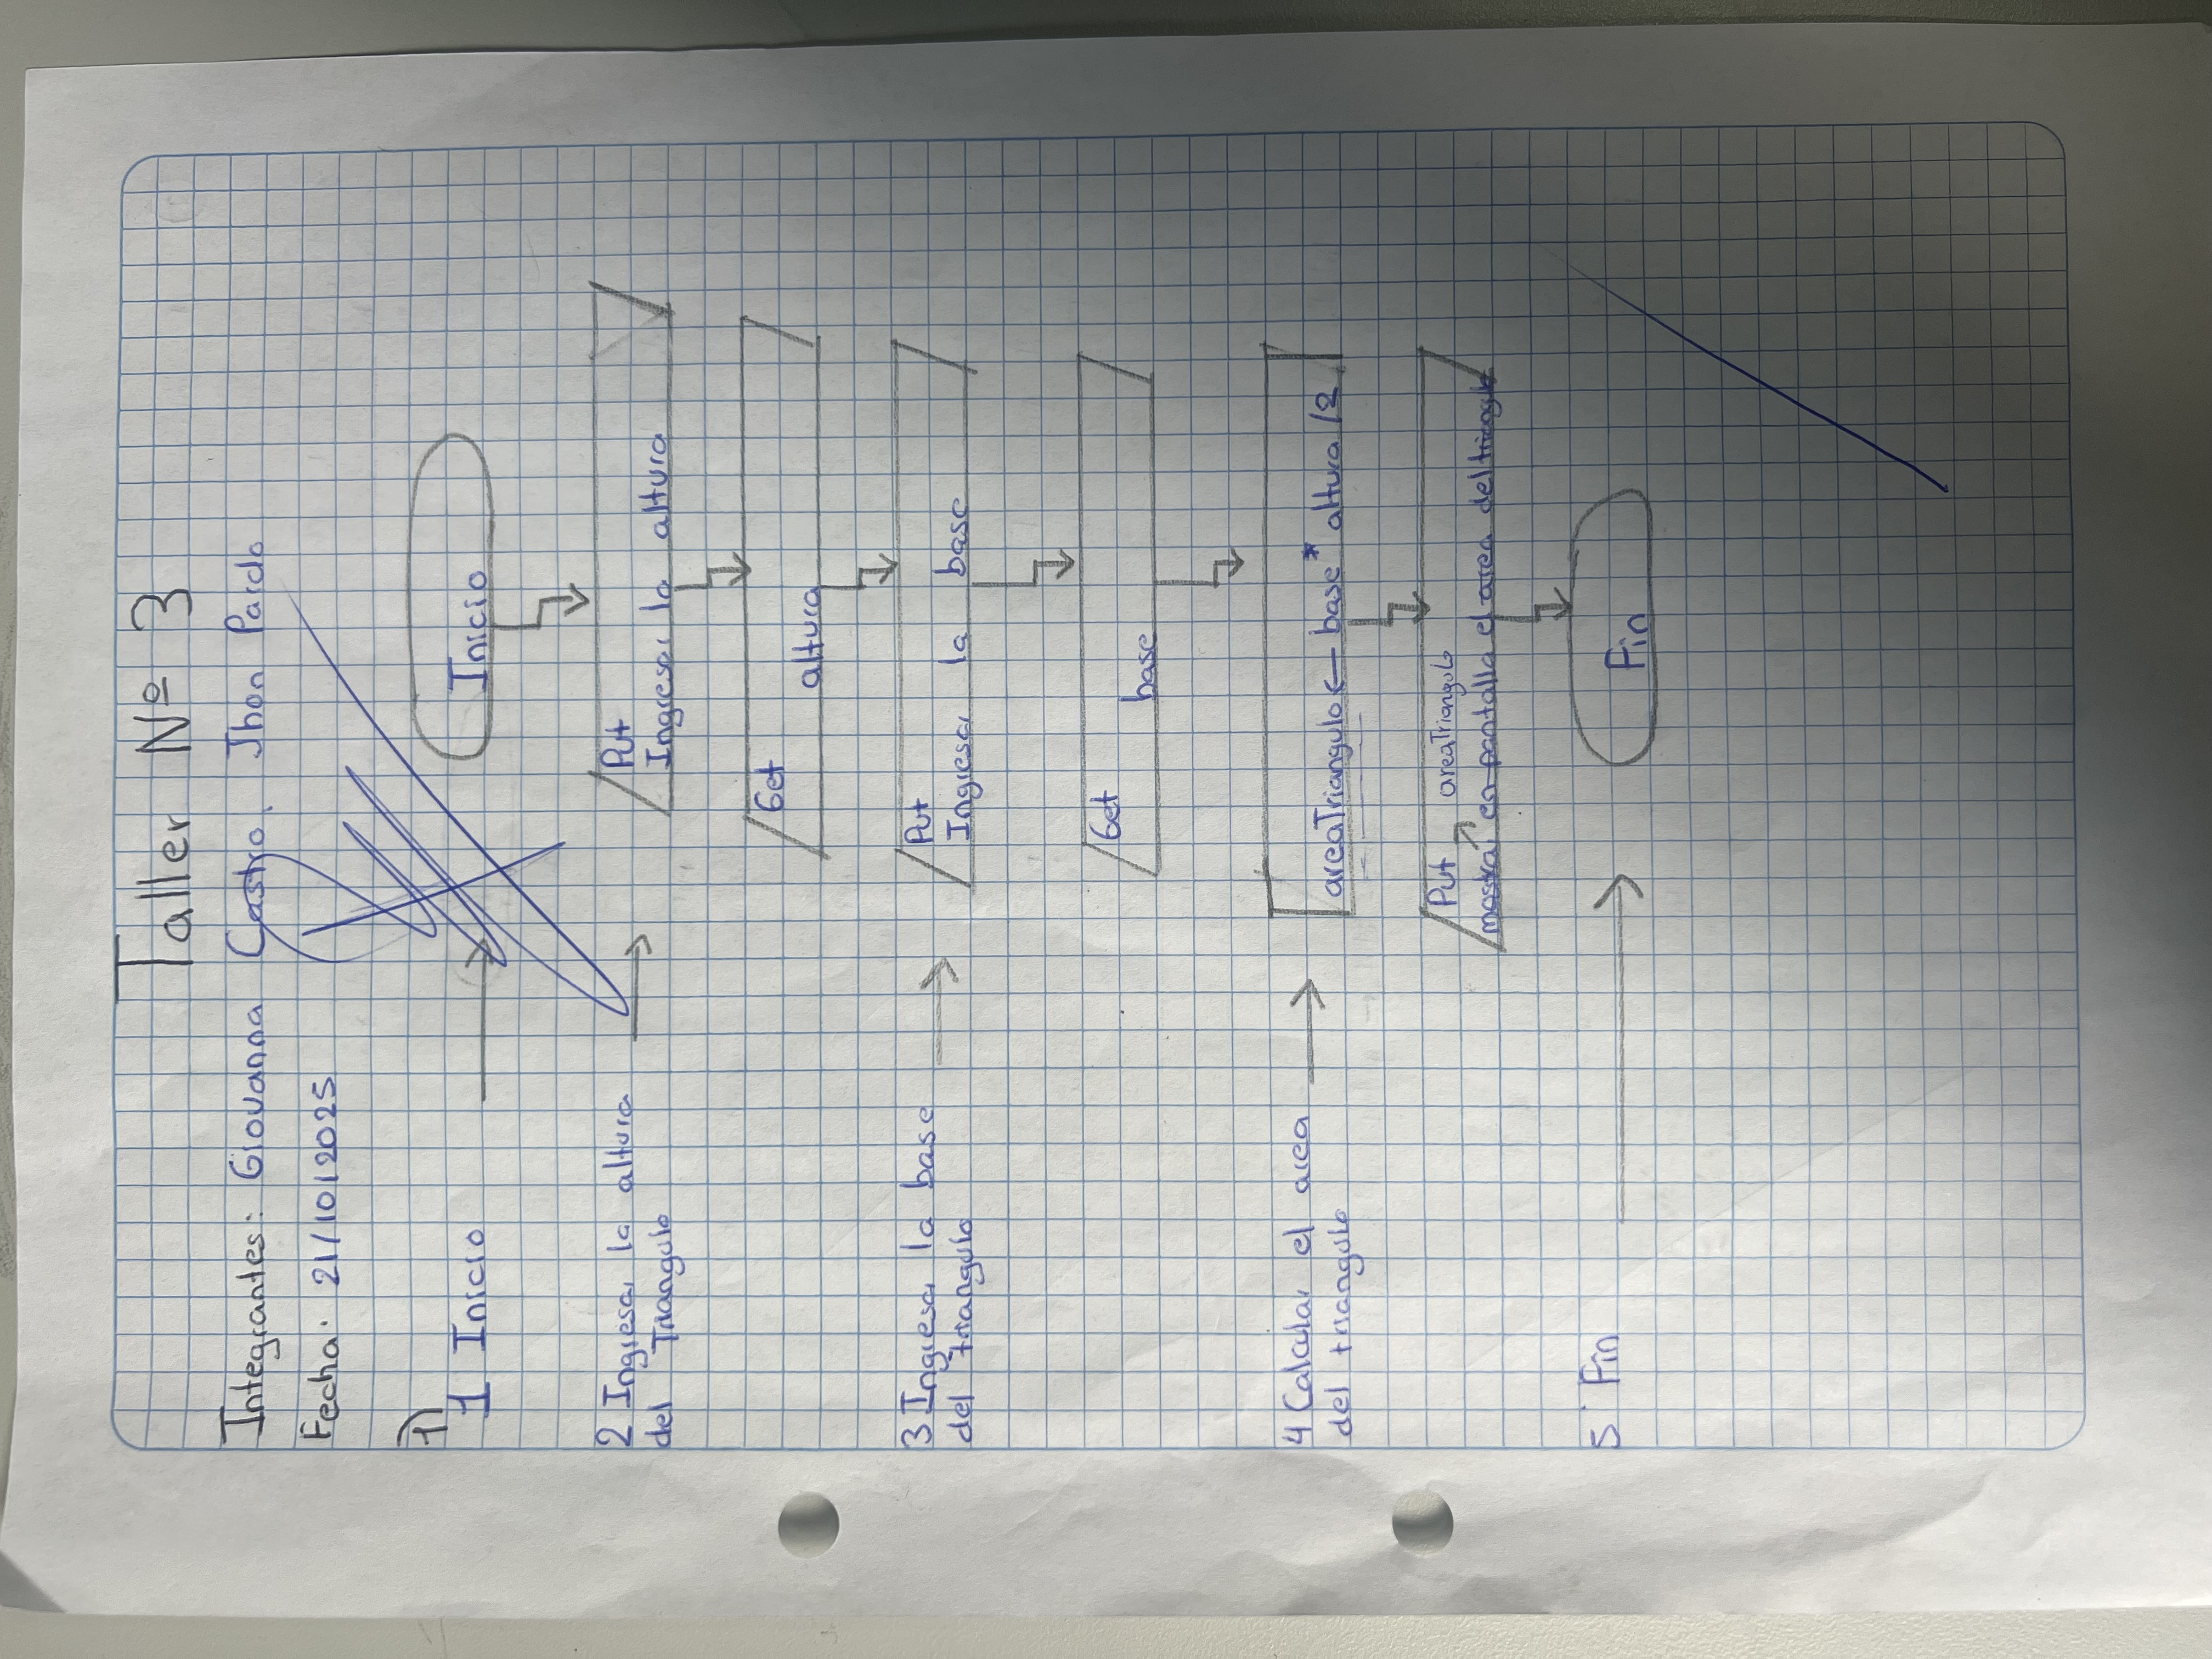 Taller Nº 3
Integrantes: Giovanna Castro, Jhon Pardo
Fecha: 21/10/2025
1)
1 Inicio
Inicio
2 Ingresar la altura
del Triangulo
Put
Ingresar la altura
Get
altura
3 Ingresar la base
del triangulo
Put
Ingresar la base
Get
base
4 Calcular el area
del triangulo
areaTriangulo ← base * altura /2
Put areaTriangulo
mostrar en pantalla el area del triangulo
5 Fin
Fin